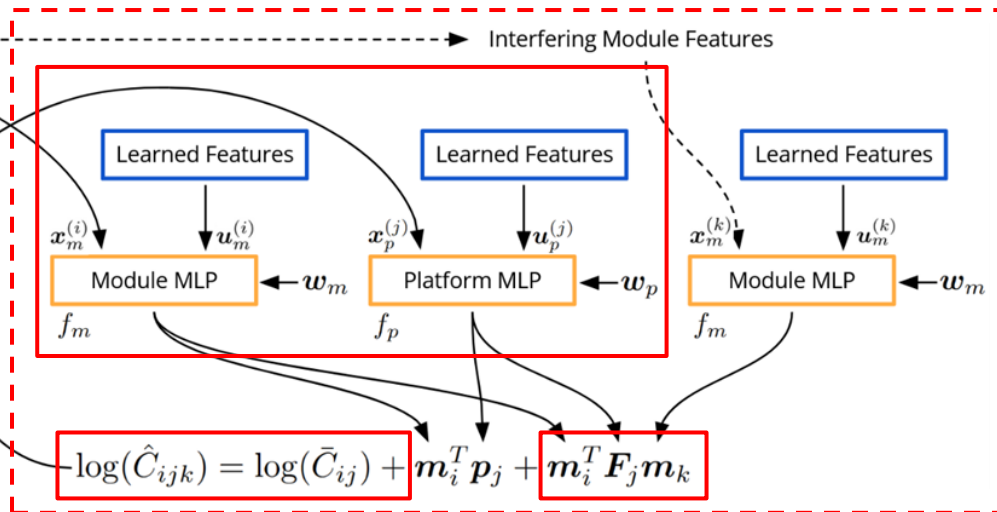 Interfering Module Features
Learned Features Learned Features Learned Features
x_m^{(i)} u_m^{(i)} x_p^{(j)} u_p^{(j)} x_m^{(k)} u_m^{(k)}
Module MLP w_m Platform MLP w_p Module MLP w_m
f_m f_p f_m
log(Ĉ_{ijk}) = log(C̄_{ij}) + m_i^T p_j + m_i^T F_j m_k